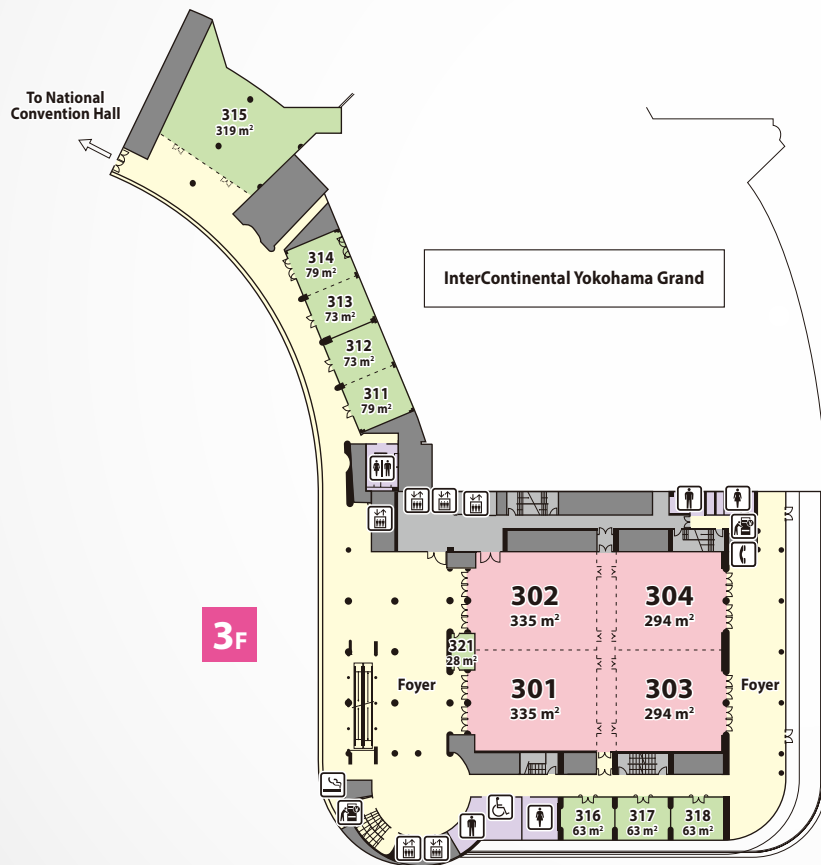 To National
Convention Hall
315
319 m²
314
79 m²
313
73 m²
312
73 m²
311
79 m²
InterContinental Yokohama Grand
302
335 m²
304
294 m²
3F
321
28 m²
301
335 m²
303
294 m²
Foyer
Foyer
316
63 m²
317
63 m²
318
63 m²